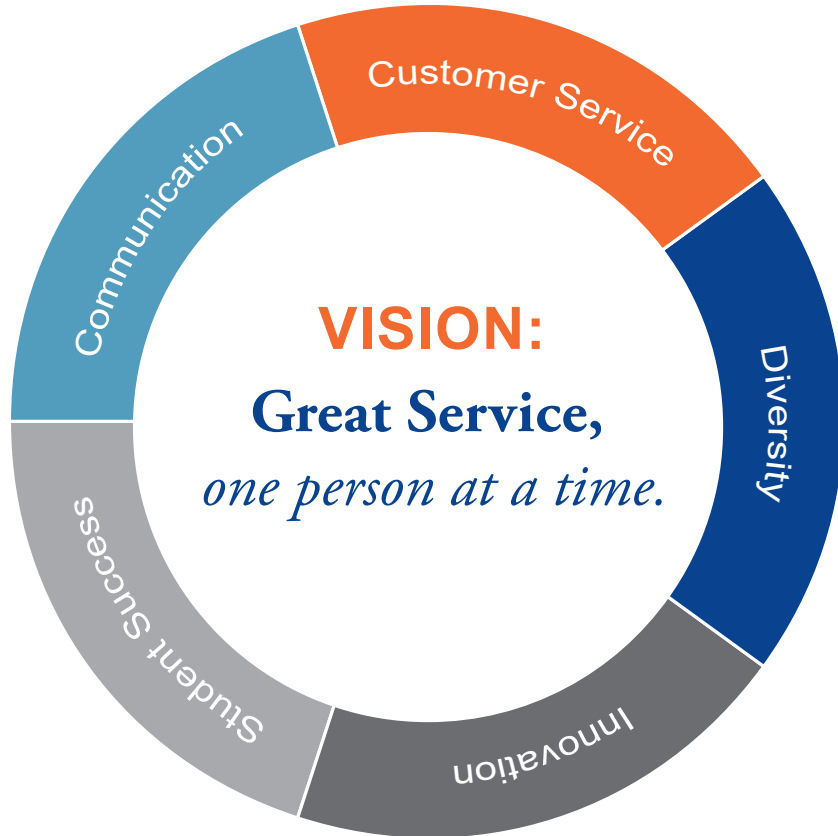 Customer Service
Diversity
Innovation
Student Success
Communication
VISION:
Great Service,
one person at a time.